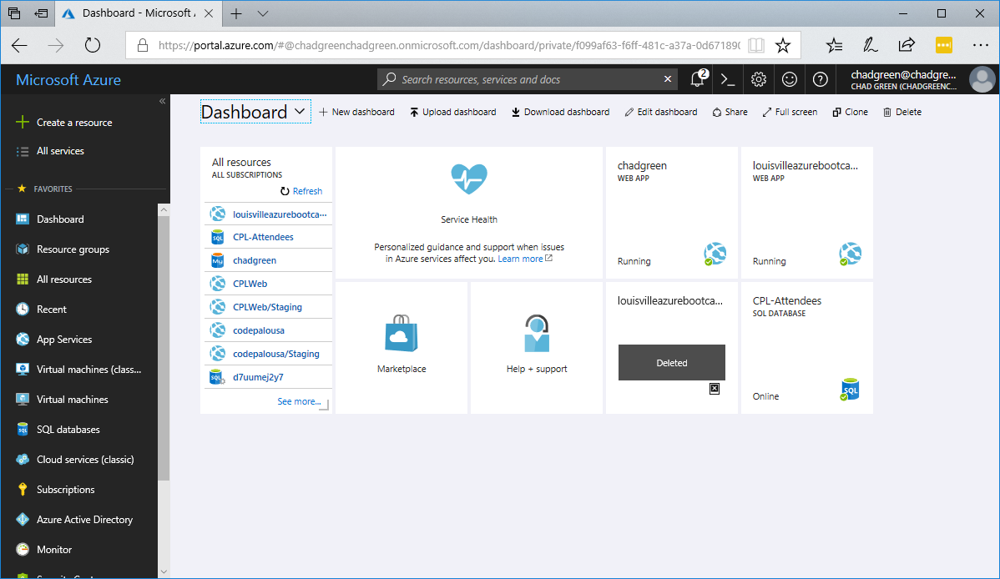 Dashboard - Microsoft A
https://portal.azure.com/#@chadgreenchadgreen.onmicrosoft.com/dashboard/private/f099af63-f6ff-481c-a37a-0d671890
Microsoft Azure
Search resources, services and docs
2
chadgreen@chadgre...
CHAD GREEN (CHADGREENC...
Create a resource
All services
FAVORITES
Dashboard
Resource groups
All resources
Recent
App Services
Virtual machines (classi...
Virtual machines
SQL databases
Cloud services (classic)
Subscriptions
Azure Active Directory
Monitor
Dashboard
New dashboard
Upload dashboard
Download dashboard
Edit dashboard
Share
Full screen
Clone
Delete
All resources
ALL SUBSCRIPTIONS
Refresh
louisvilleazurebootca...
SQL
CPL-Attendees
My
chadgreen
CPLWeb
CPLWeb/Staging
codepalousa
codepalousa/Staging
SQL
d7uumej2y7
See more...
Service Health
Personalized guidance and support when issues
in Azure services affect you. Learn more
chadgreen
WEB APP
Running
louisvilleazurebootca...
WEB APP
Running
Marketplace
Help + support
louisvilleazurebootca...
Deleted
CPL-Attendees
SQL DATABASE
Online
SQL